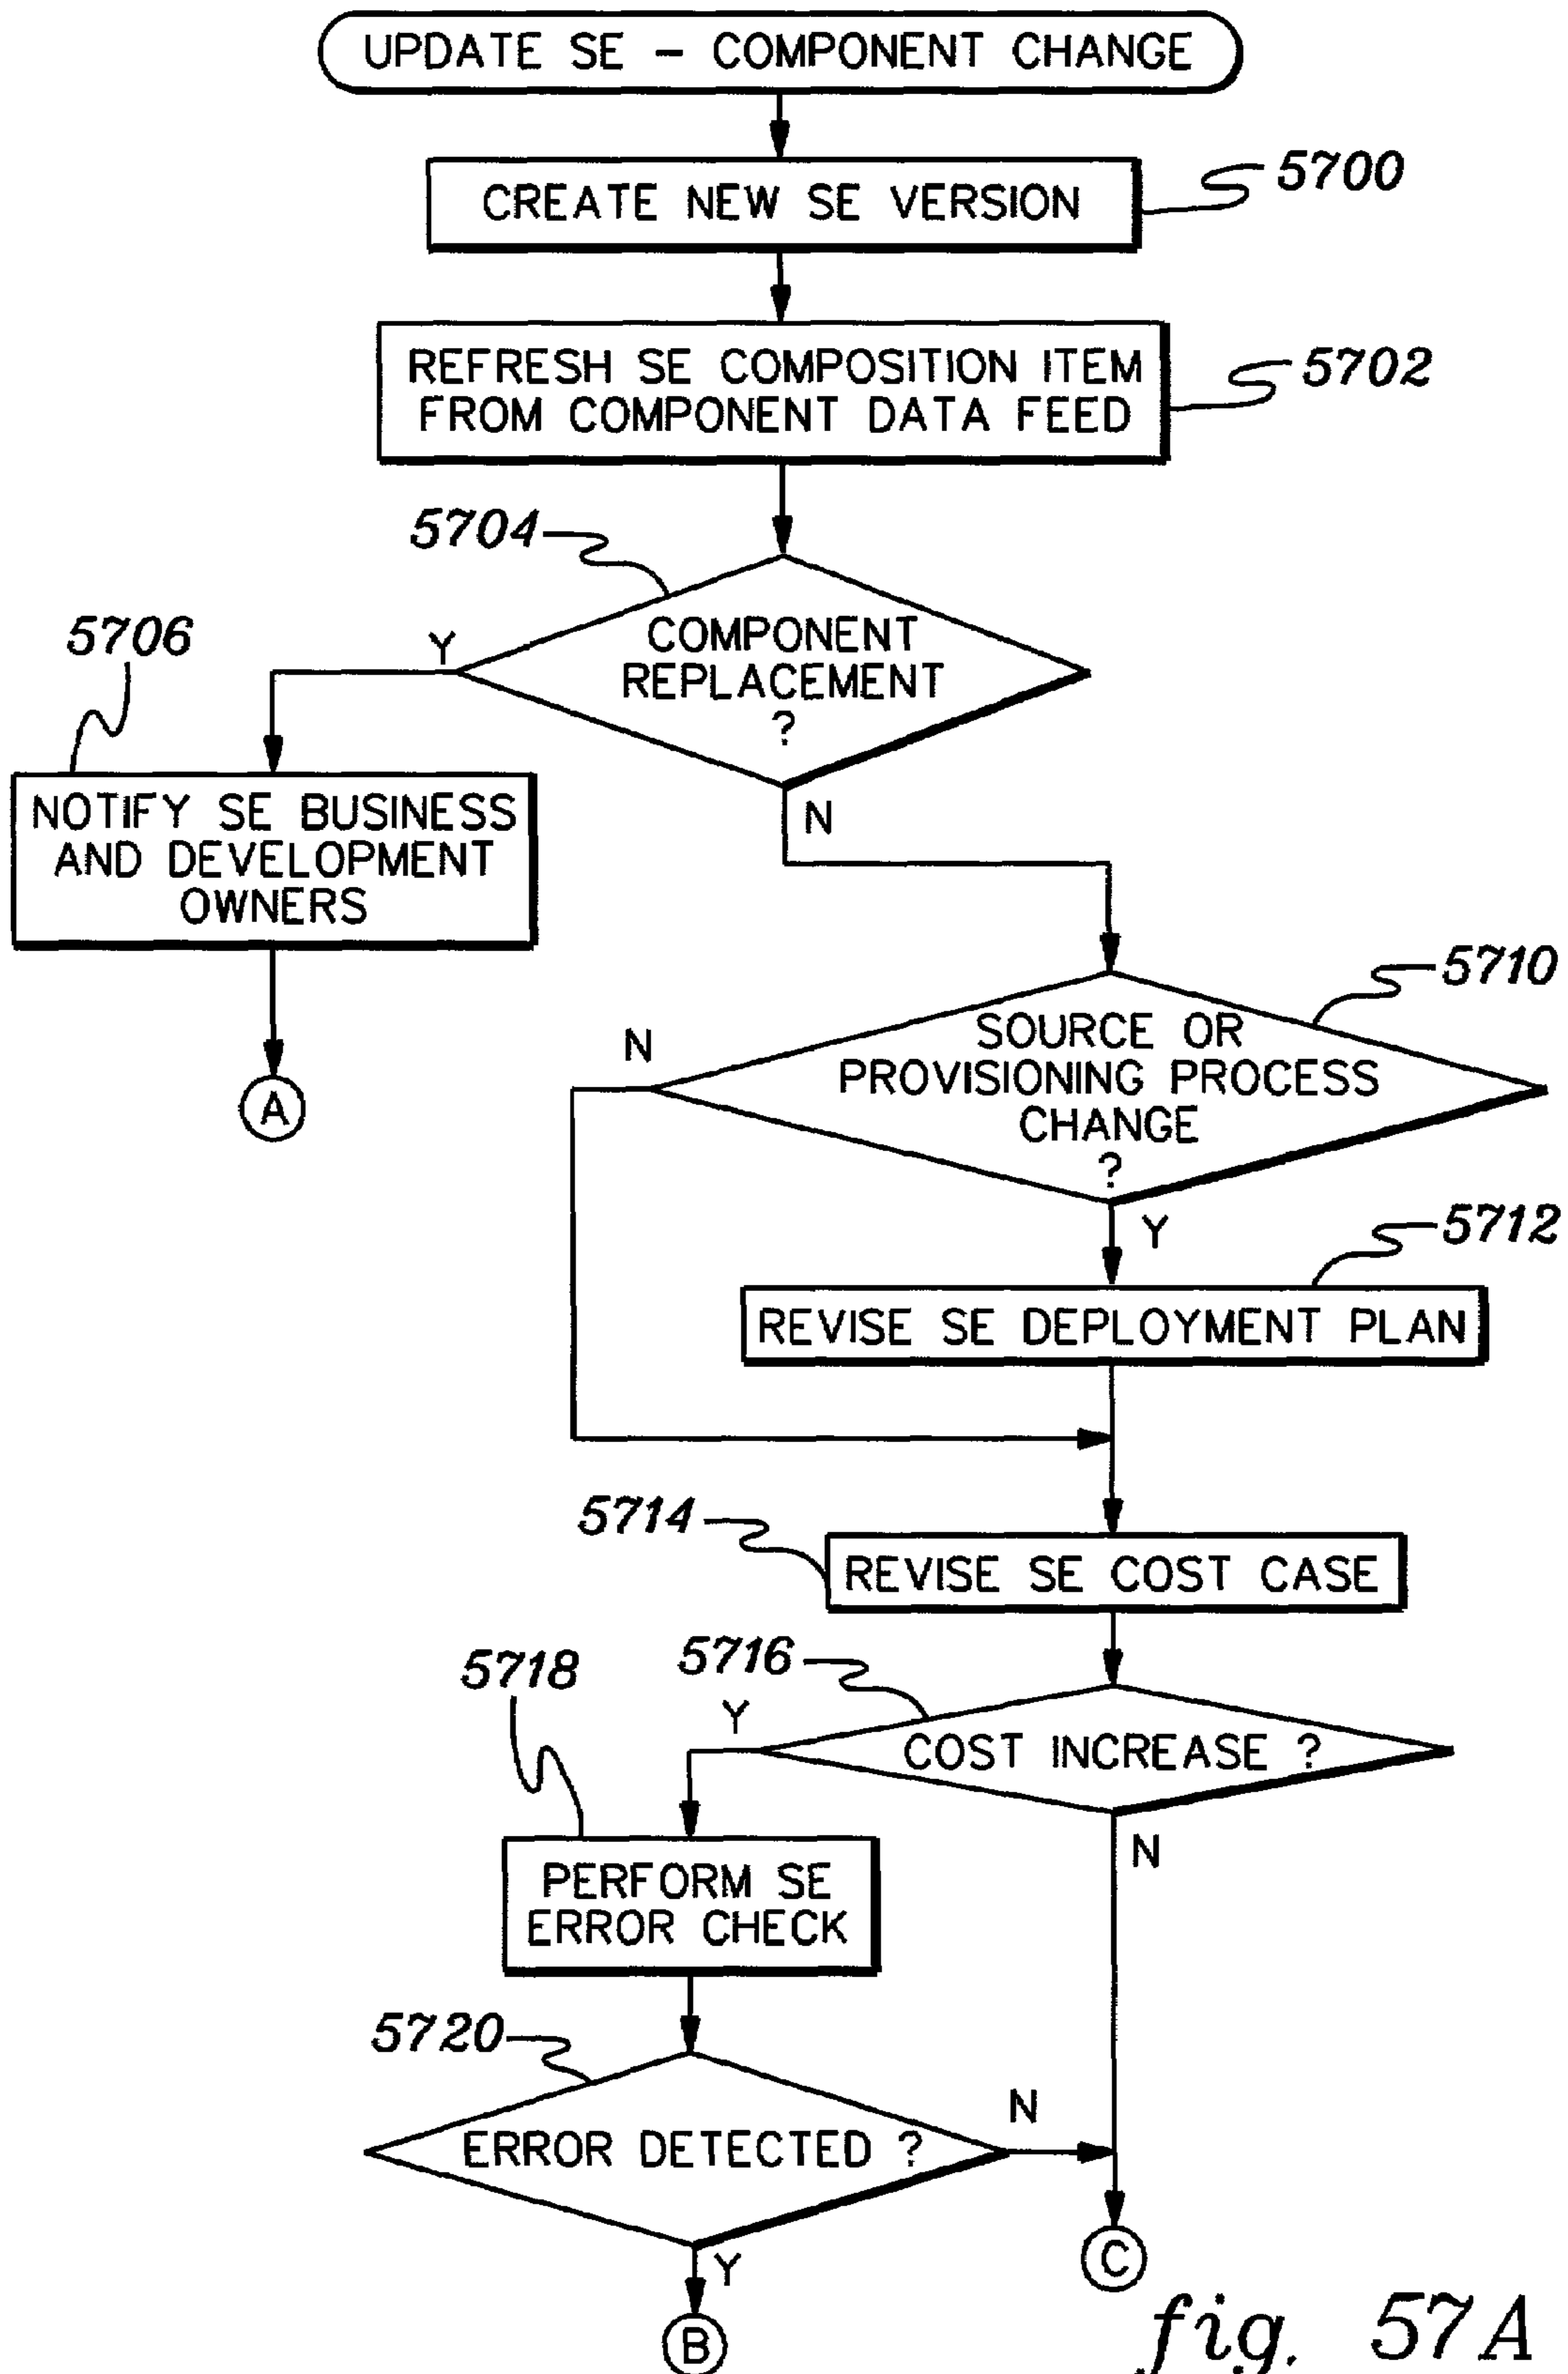 UPDATE SE - COMPONENT CHANGE
CREATE NEW SE VERSION
5700
REFRESH SE COMPOSITION ITEM
FROM COMPONENT DATA FEED
5702
5704
COMPONENT
REPLACEMENT
?
Y
N
5706
NOTIFY SE BUSINESS
AND DEVELOPMENT
OWNERS
A
5710
SOURCE OR
PROVISIONING PROCESS
CHANGE
?
N
Y
5712
REVISE SE DEPLOYMENT PLAN
5714
REVISE SE COST CASE
5716
COST INCREASE ?
Y
N
5718
PERFORM SE
ERROR CHECK
5720
ERROR DETECTED ?
N
Y
C
B
fig. 57A